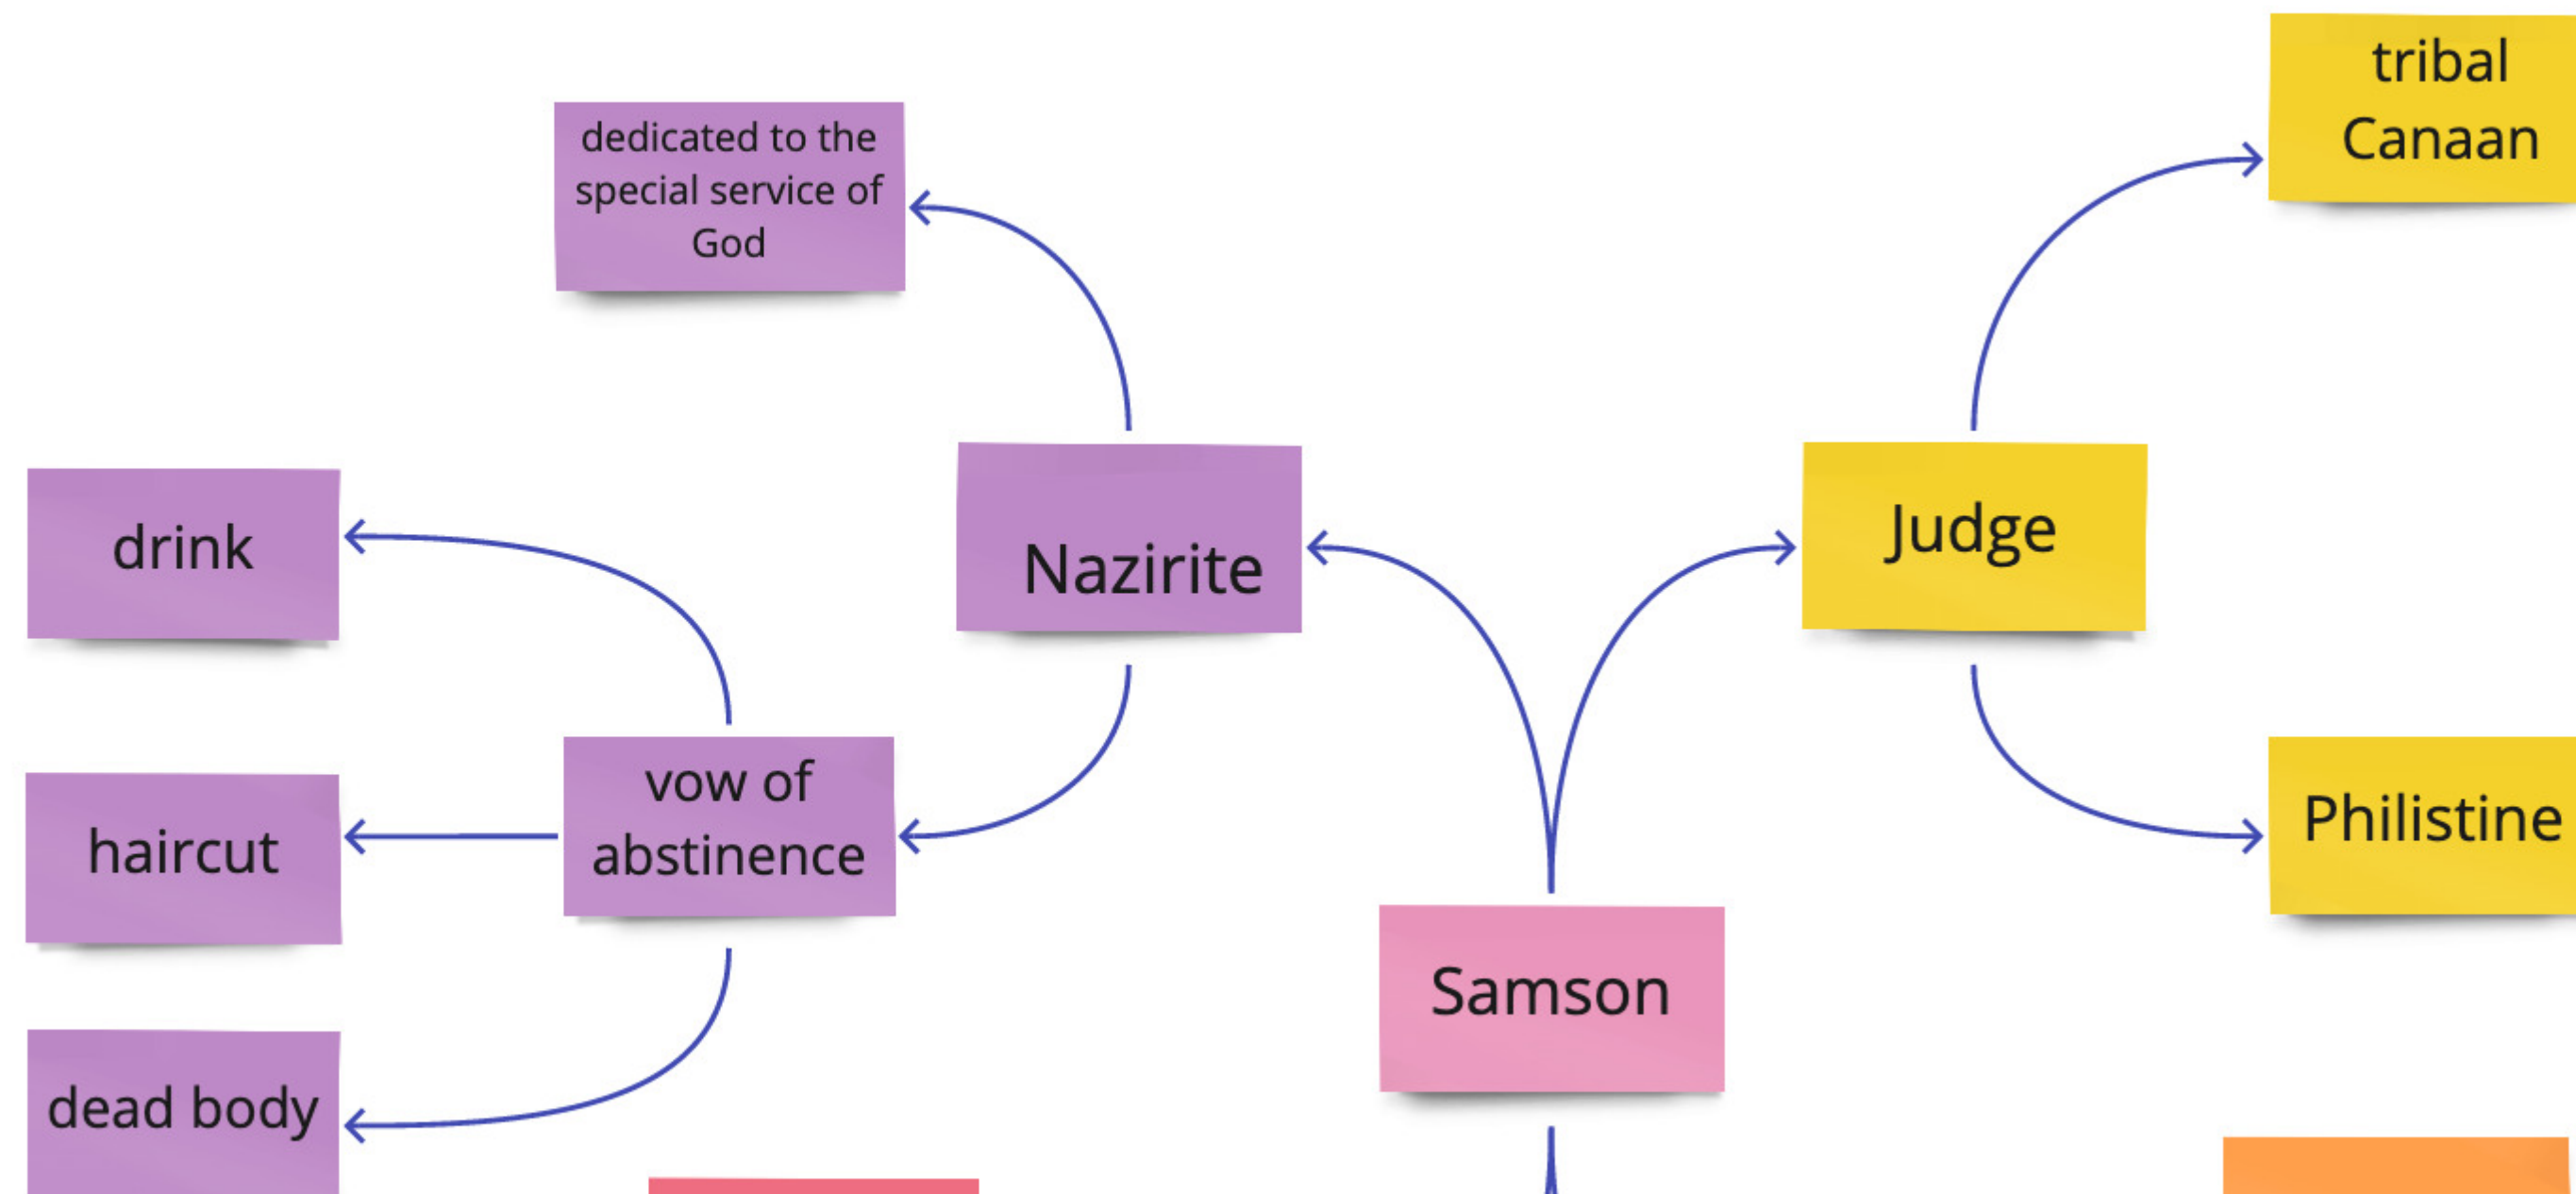 tribal
Canaan
dedicated to the
special service of
God
drink
Nazirite
Judge
vow of
abstinence
haircut
Philistine
Samson
dead body